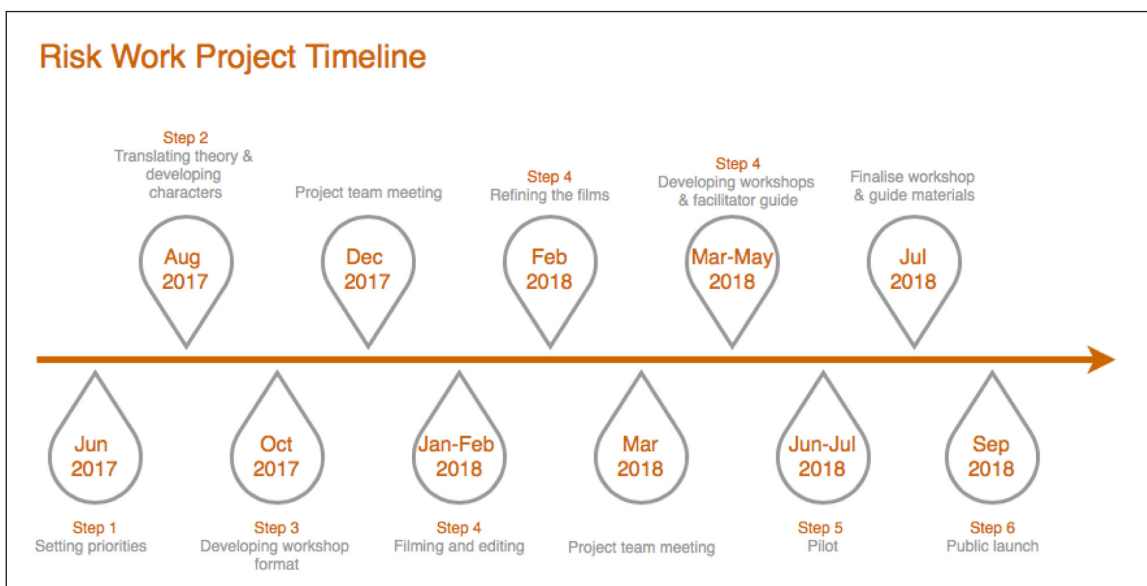 Risk Work Project Timeline
Step 2
Translating theory &
developing
characters
Project team meeting
Step 4
Refining the films
Step 4
Developing workshops
& facilitator guide
Finalise workshop
& guide materials
Aug
2017
Dec
2017
Feb
2018
Mar-May
2018
Jul
2018
Jun
2017
Oct
2017
Jan-Feb
2018
Mar
2018
Jun-Jul
2018
Sep
2018
Step 1
Setting priorities
Step 3
Developing workshop
format
Step 4
Filming and editing
Project team meeting
Step 5
Pilot
Step 6
Public launch